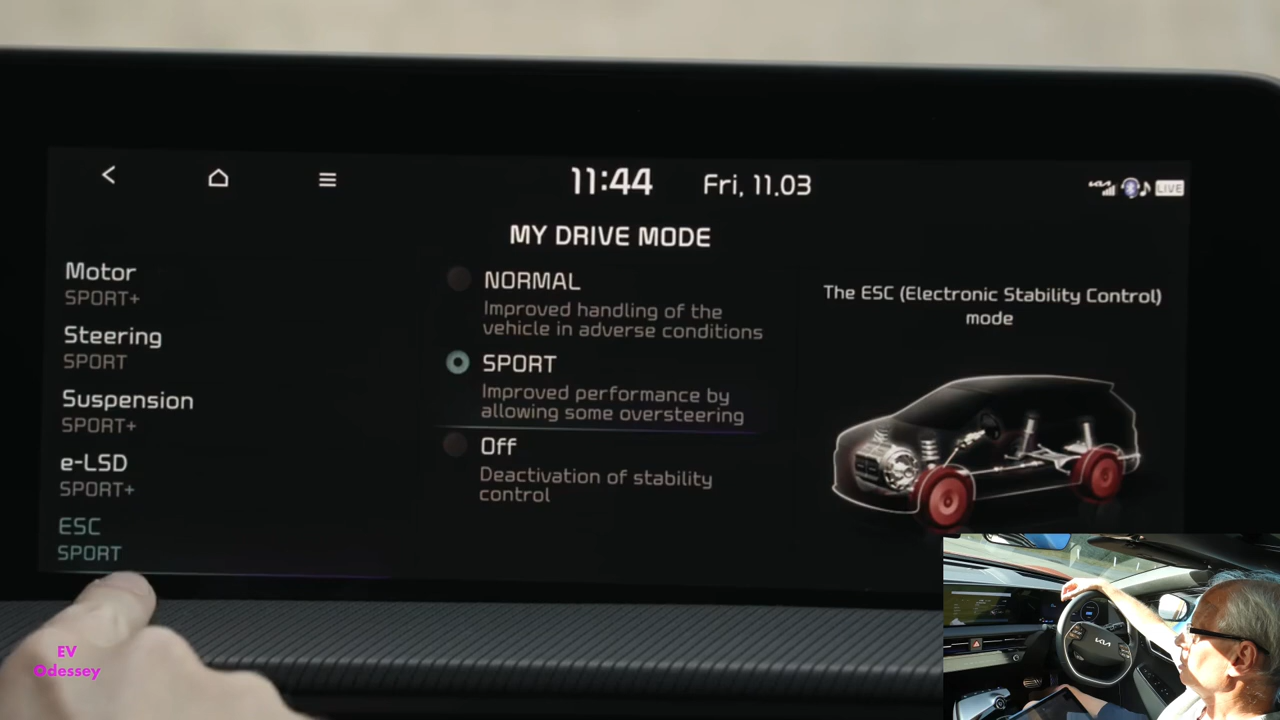 11:44 Fri, 11.03
LIVE
MY DRIVE MODE
Motor
SPORT+
Steering
SPORT
Suspension
SPORT+
e-LSD
SPORT+
ESC
SPORT
NORMAL
Improved handling of the
vehicle in adverse conditions
SPORT
Improved performance by
allowing some oversteering
Off
Deactivation of stability
control
The ESC (Electronic Stability Control)
mode
EV
Odessey
KIA